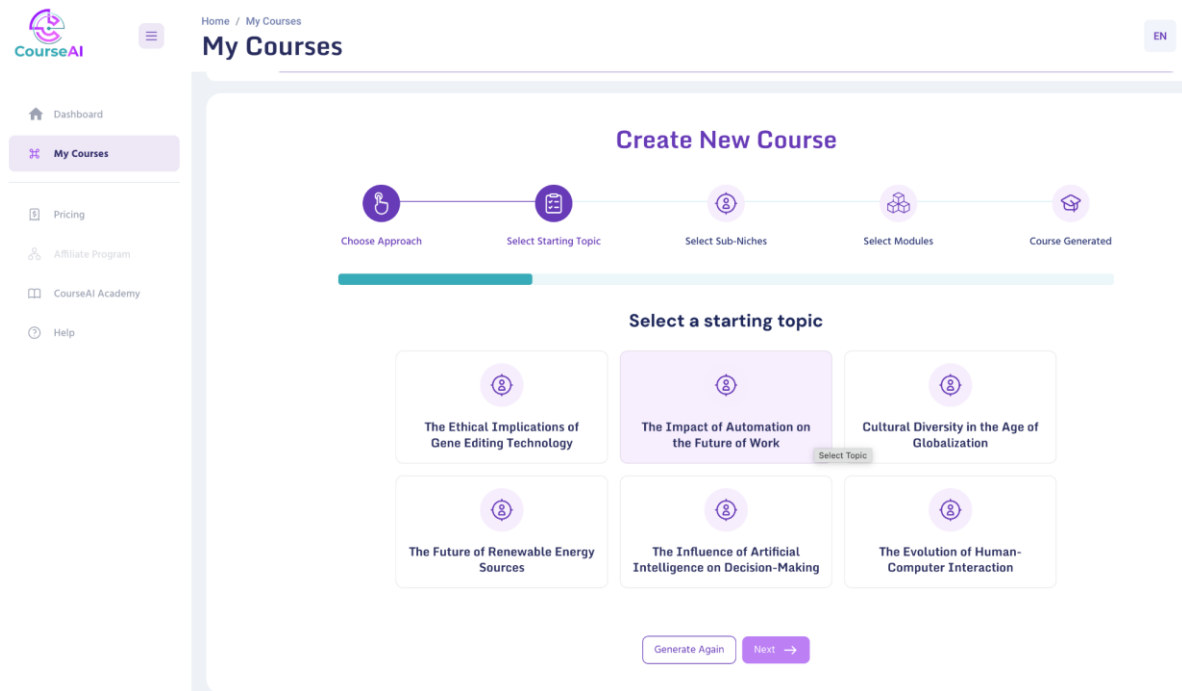 CourseAI
Home / My Courses
My Courses
EN
Dashboard
My Courses
Pricing
Affiliate Program
CourseAI Academy
Help
Create New Course
Choose Approach
Select Starting Topic
Select Sub-Niches
Select Modules
Course Generated
Select a starting topic
The Ethical Implications of
Gene Editing Technology
The Impact of Automation on
the Future of Work
Cultural Diversity in the Age of
Globalization
Select Topic
The Future of Renewable Energy
Sources
The Influence of Artificial
Intelligence on Decision-Making
The Evolution of Human-
Computer Interaction
Generate Again
Next